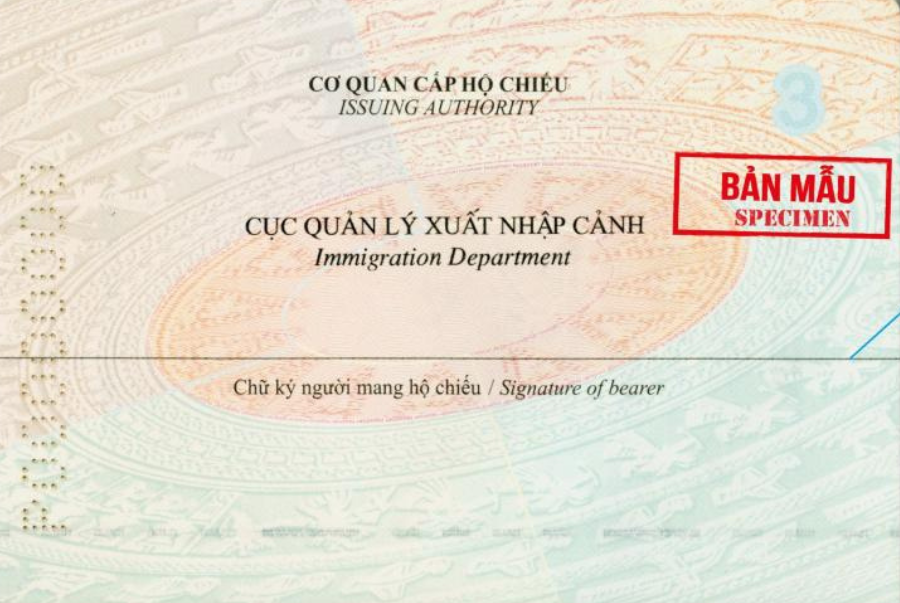 CƠ QUAN CẤP HỘ CHIẾU
ISSUING AUTHORITY
3
BẢN MẪU
SPECIMEN
CỤC QUẢN LÝ XUẤT NHẬP CẢNH
Immigration Department
Chữ ký người mang hộ chiếu / Signature of bearer